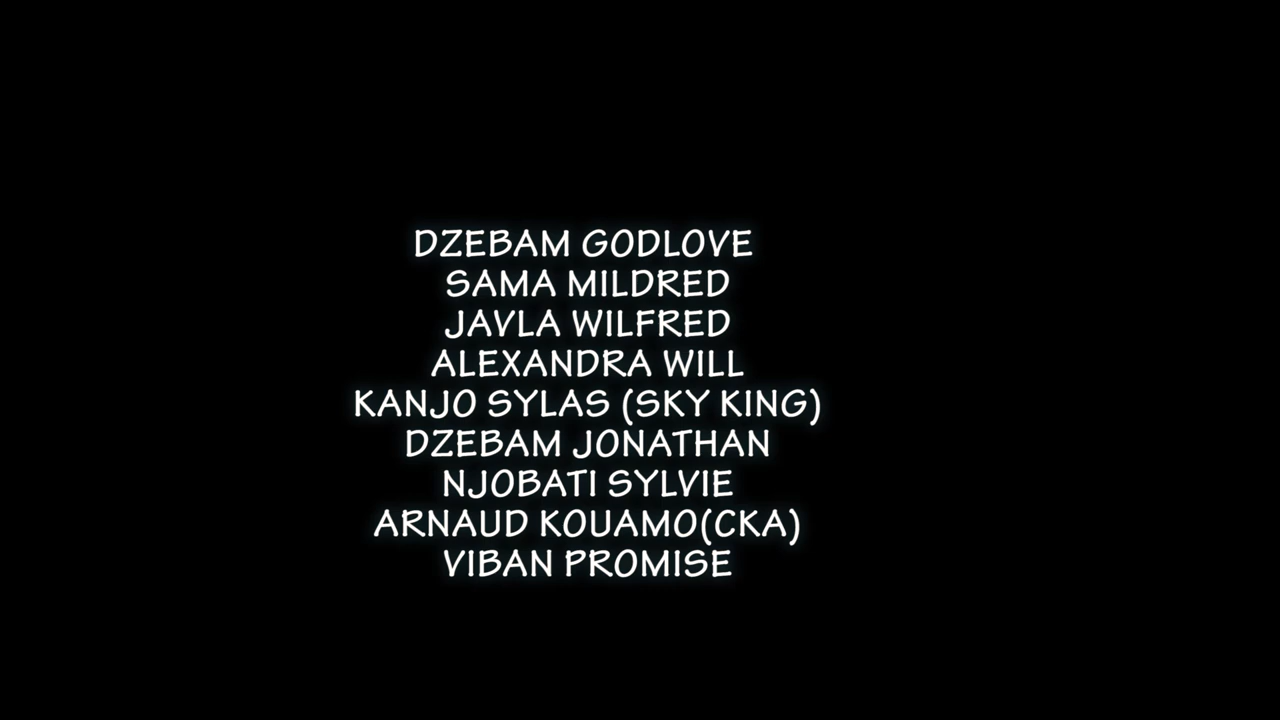 DZEBAM GODLOVE
SAMA MILDRED
JAVLA WILFRED
ALEXANDRA WILL
KANJO SYLAS (SKY KING)
DZEBAM JONATHAN
NJOBATI SYLVIE
ARNAUD KOUAMO(CKA)
VIBAN PROMISE